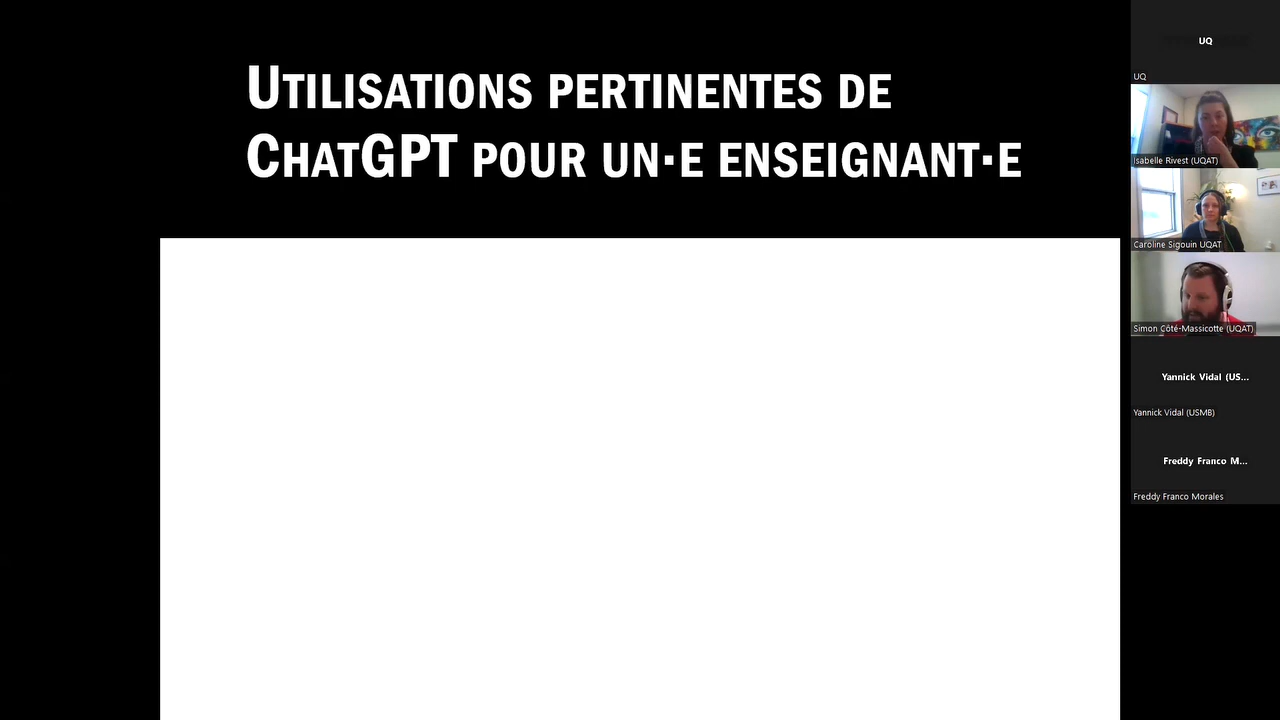 UTILISATIONS PERTINENTES DE
CHATGPT POUR UN·E ENSEIGNANT·E
UQ
UQ
Isabelle Rivest (UQAT)
Caroline Sigouin UQAT
Simon Côté-Massicotte (UQAT)
Yannick Vidal (US...
Yannick Vidal (USMB)
Freddy Franco M...
Freddy Franco Morales